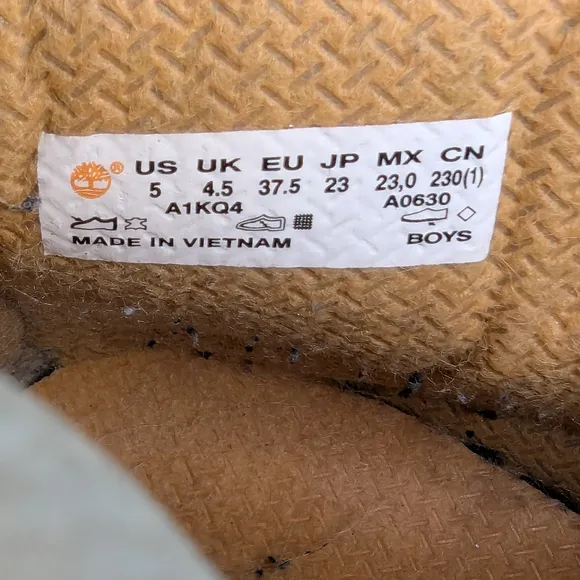 ® US UK EU JP MX CN
5 4.5 37.5 23 23,0 230(1)
A1KQ4 A0630
MADE IN VIETNAM BOYS